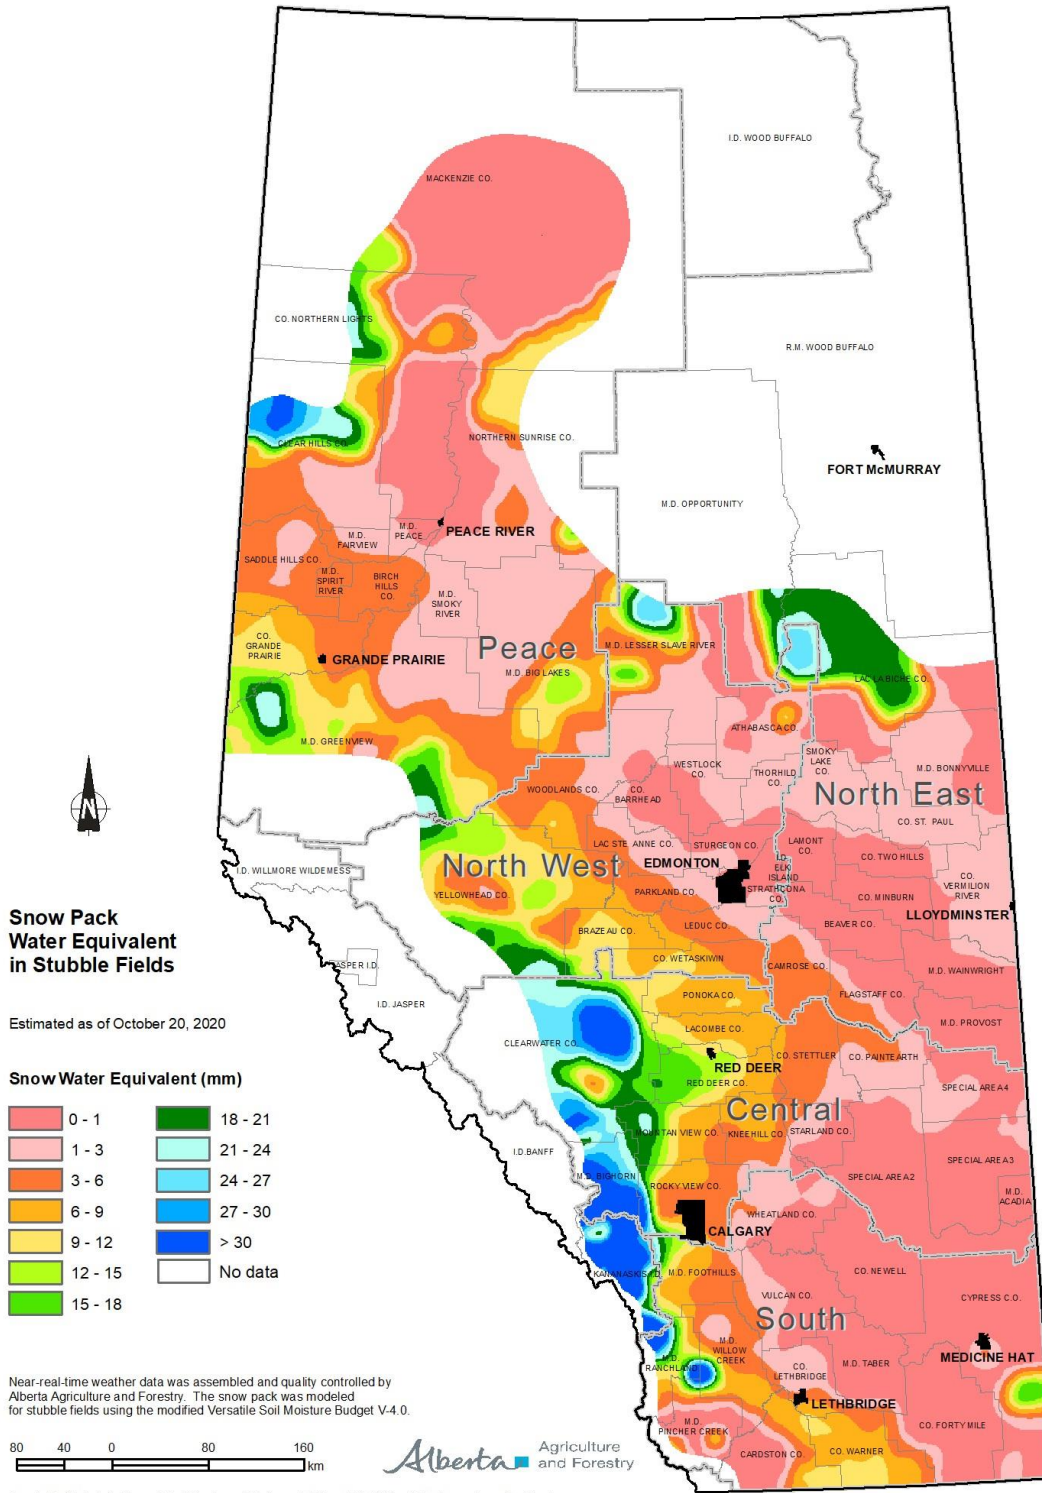 I.D. WOOD BUFFALO
MACKENZIE CO.
CO. NORTHERN LIGHTS
R.M. WOOD BUFFALO
CLEAR HILLS CO.
NORTHERN SUNRISE CO.
FORT McMURRAY
M.D. OPPORTUNITY
M.D.
PEACE
PEACE RIVER
M.D.
FAIRVIEW
SADDLE HILLS CO.
M.D.
SPIRIT
RIVER
BIRCH
HILLS
CO.
M.D.
SMOKY
RIVER
CO.
GRANDE
PRAIRIE
GRANDE PRAIRIE
Peace
M.D. LESSER SLAVE RIVER
M.D. BIG LAKES
LAC LA BICHE CO.
M.D. GREENVIEW
ATHABASCA CO.
WESTLOCK
CO.
THORHILD
CO.
SMOKY
LAKE
CO.
M.D. BONNYVILLE
North East
WOODLANDS CO.
CO.
BARRHEAD
CO. ST. PAUL
LAC STE ANNE CO.
STURGEON CO.
LAMONT
CO.
CO. TWO HILLS
North West
EDMONTON
I.D.
ELK
ISLAND
I.D. WILLMORE WILDERNESS
YELLOWHEAD CO.
PARKLAND CO.
STRATHCONA
CO.
CO. MINBURN
CO.
VERMILION
RIVER
LLOYDMINSTER
BEAVER CO.
LEDUC CO.
BRAZEAU CO.
CO. WETASKIWIN
CAMROSE CO.
M.D. WAINWRIGHT
JASPER I.D.
I.D. JASPER
PONOKA CO.
FLAGSTAFF CO.
M.D. PROVOST
CLEARWATER CO.
LACOMBE CO.
CO. STETTLER
CO. PAINTEARTH
RED DEER
RED DEER CO.
SPECIAL AREA 4
Central
MOUNTAIN VIEW CO.
KNEEHILL CO.
STARLAND CO.
I.D. BANFF
M.D. BIGHORN
SPECIAL AREA 2
SPECIAL AREA 3
M.D.
ACADIA
ROCKY VIEW CO.
WHEATLAND CO.
CALGARY
KANANASKIS I.D.
M.D. FOOTHILLS
CO. NEWELL
VULCAN CO.
CYPRESS C.O.
South
M.D.
WILLOW
CREEK
M.D.
RANCHLAND
CO.
LETHBRIDGE
M.D. TABER
MEDICINE HAT
LETHBRIDGE
M.D.
PINCHER CREEK
CO. FORTY MILE
CARDSTON CO.
CO. WARNER
N
Snow Pack
Water Equivalent
in Stubble Fields
Estimated as of October 20, 2020
Snow Water Equivalent (mm)
0 - 1
1 - 3
3 - 6
6 - 9
9 - 12
12 - 15
15 - 18
18 - 21
21 - 24
24 - 27
27 - 30
> 30
No data
Near-real-time weather data was assembled and quality controlled by
Alberta Agriculture and Forestry. The snow pack was modeled
for stubble fields using the modified Versatile Soil Moisture Budget V-4.0.
80 40 0 80 160
km
Alberta
Agriculture
and Forestry